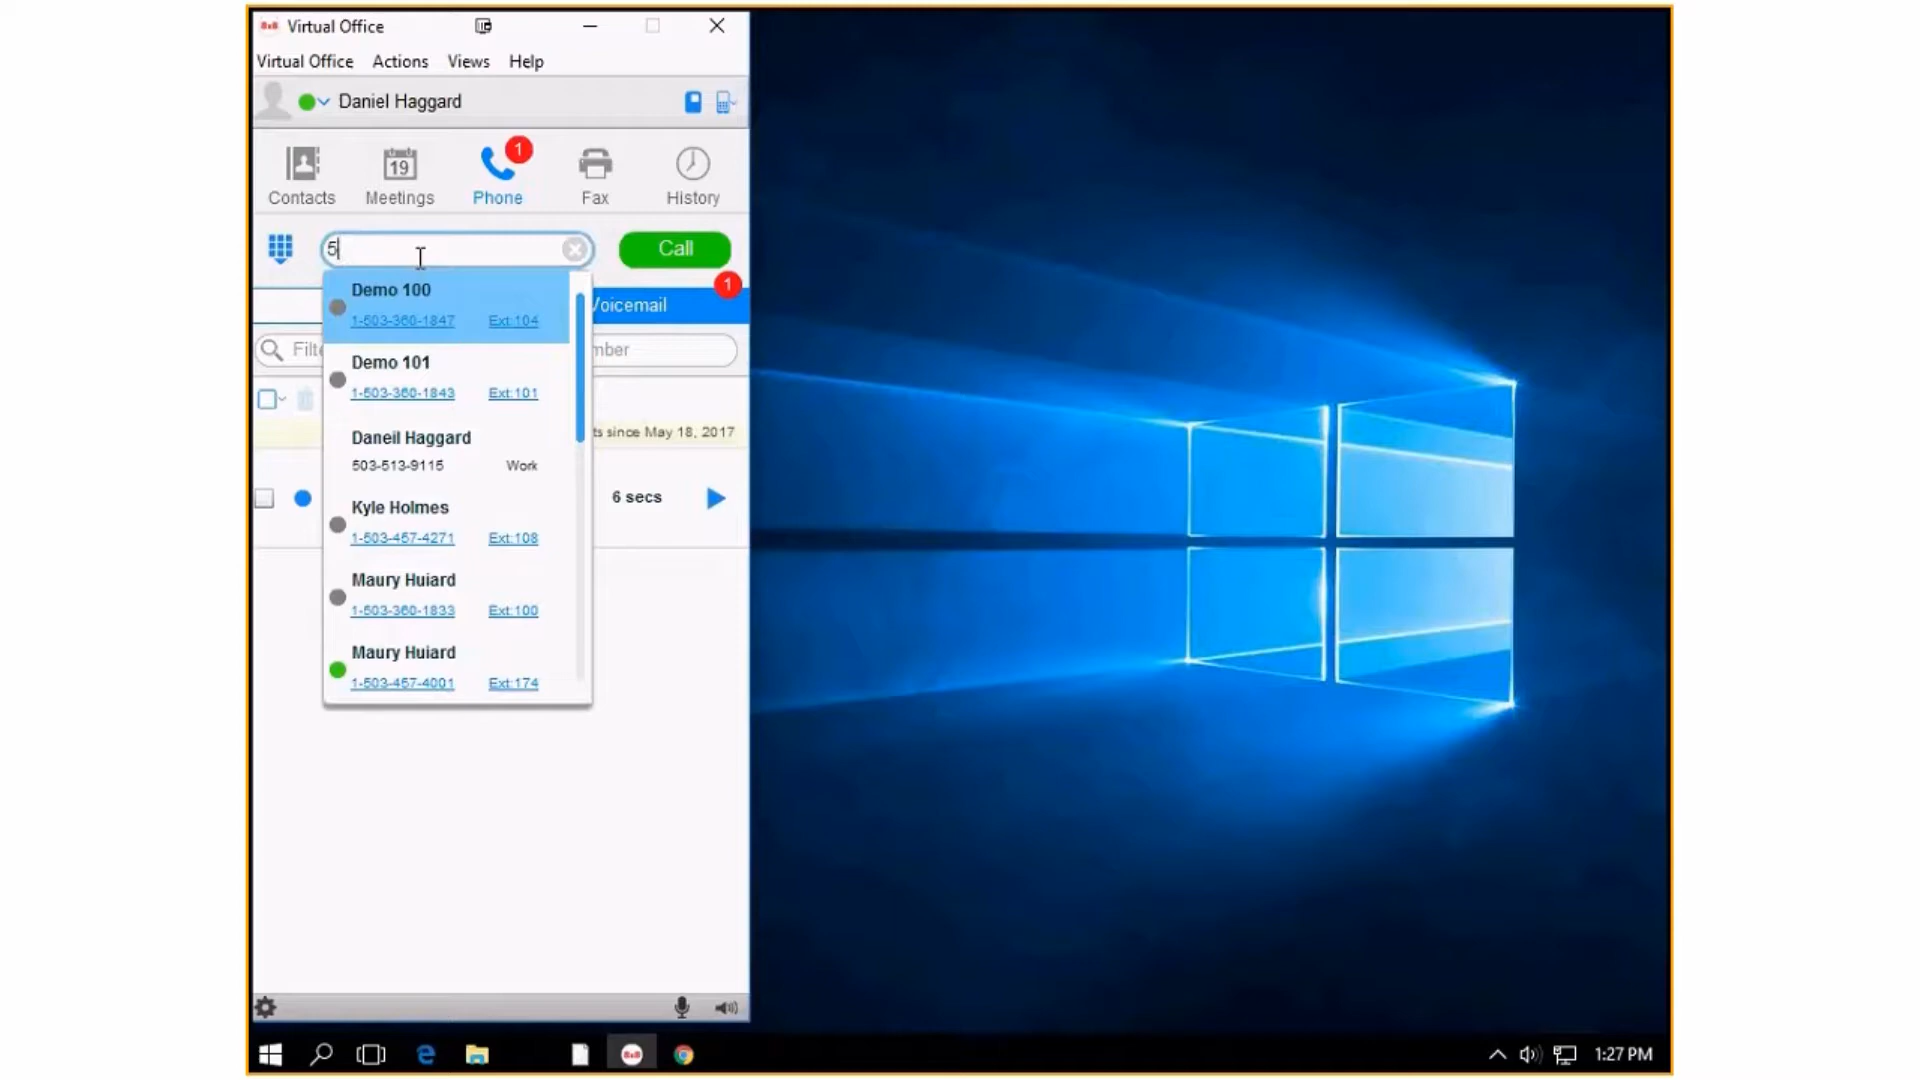 8x8 Virtual Office
Virtual Office Actions Views Help
Daniel Haggard
19 1
Contacts Meetings Phone Fax History
5 Call
1
Voicemail
Demo 100
1-503-360-1847 Ext:104
Filte mber
Demo 101
1-503-360-1843 Ext:101
ts since May 18, 2017
Daneil Haggard
503-513-9115 Work
6 secs
Kyle Holmes
1-503-457-4271 Ext:108
Maury Huiard
1-503-360-1833 Ext:100
Maury Huiard
1-503-457-4001 Ext:174
8x8 1:27 PM